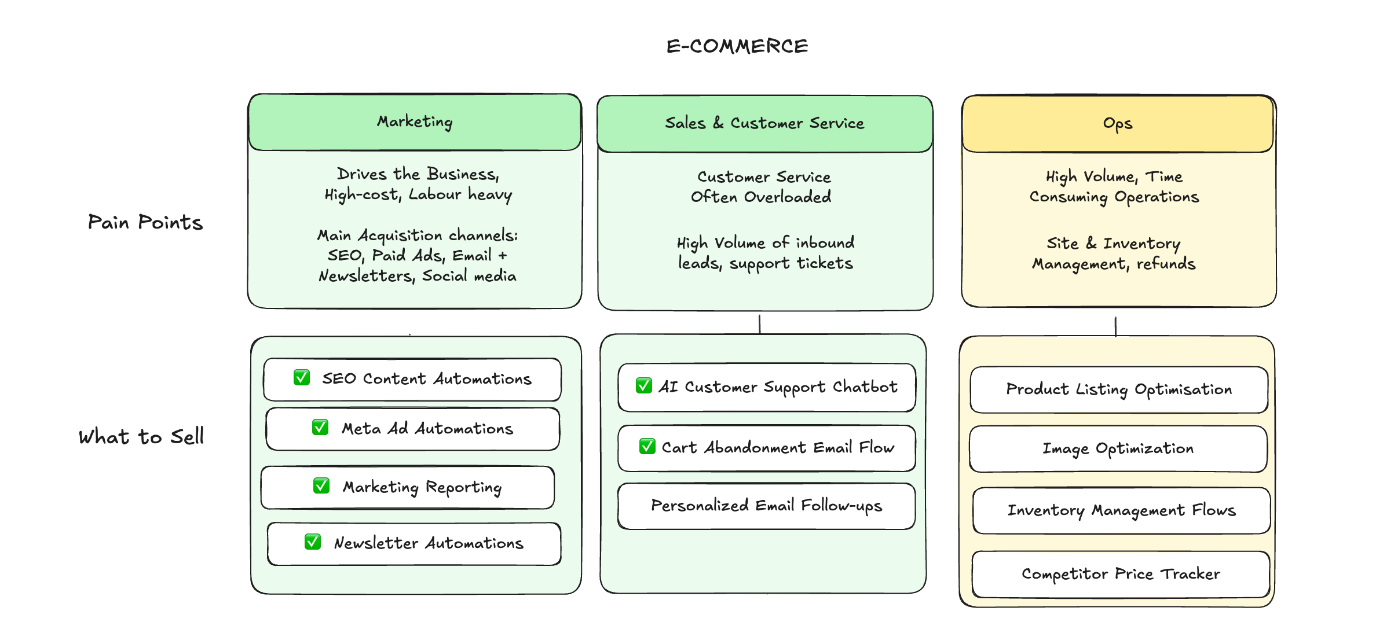 E-COMMERCE
Marketing
Sales & Customer Service
Ops
Pain Points
Drives the Business,
High-cost, Labour heavy
Main Acquisition channels:
SEO, Paid Ads, Email +
Newsletters, Social media
Customer Service
Often Overloaded
High Volume of inbound
leads, support tickets
High Volume, Time
Consuming Operations
Site & Inventory
Management, refunds
What to Sell
✅ SEO Content Automations
✅ Meta Ad Automations
✅ Marketing Reporting
✅ Newsletter Automations
✅ AI Customer Support Chatbot
✅ Cart Abandonment Email Flow
Personalized Email Follow-ups
Product Listing Optimisation
Image Optimization
Inventory Management Flows
Competitor Price Tracker